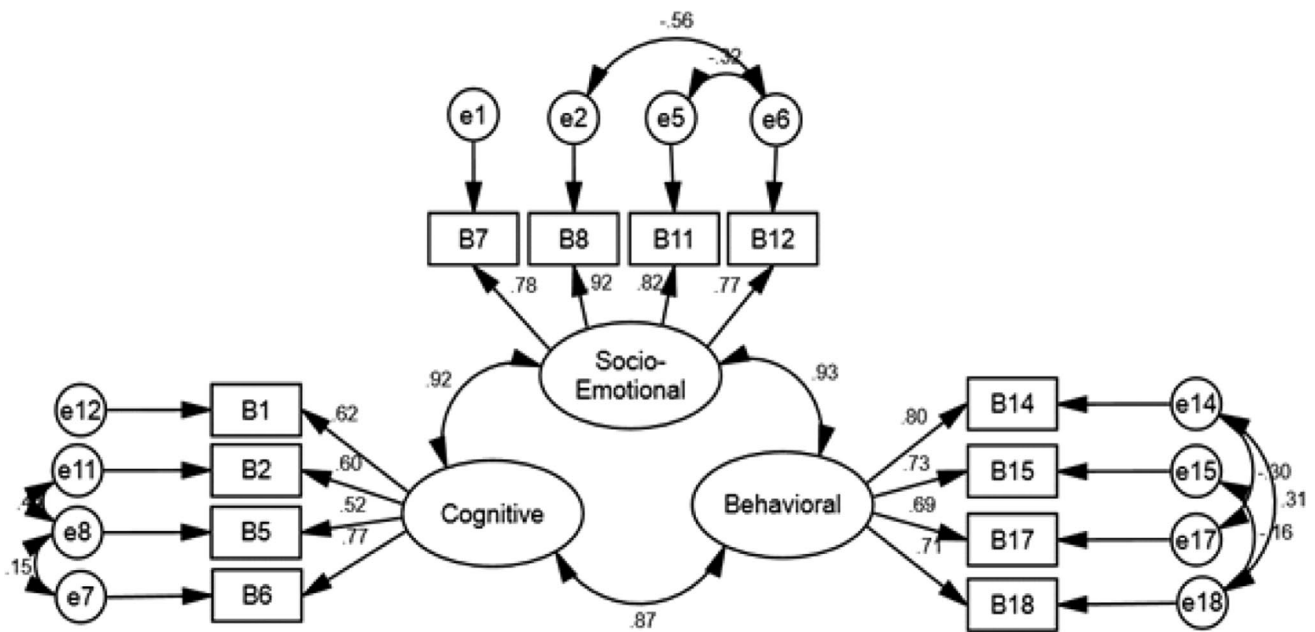 -.56
-.32
e1
e2
e5
e6
B7
B8
B11
B12
.78
.92
.82
.77
Socio-
Emotional
.92
.93
e12
B1
.62
e11
B2
.60
e8
B5
.52
.15
e7
B6
.77
Cognitive
Behavioral
.87
.80
B14
e14
.73
B15
e15
.69
B17
e17
.71
B18
e18
-.30
.31
-.16